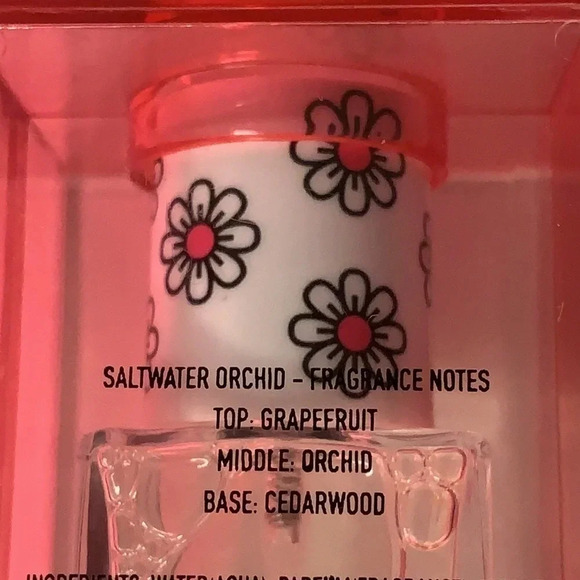 SALTWATER ORCHID - FRAGRANCE NOTES
TOP: GRAPEFRUIT
MIDDLE: ORCHID
BASE: CEDARWOOD